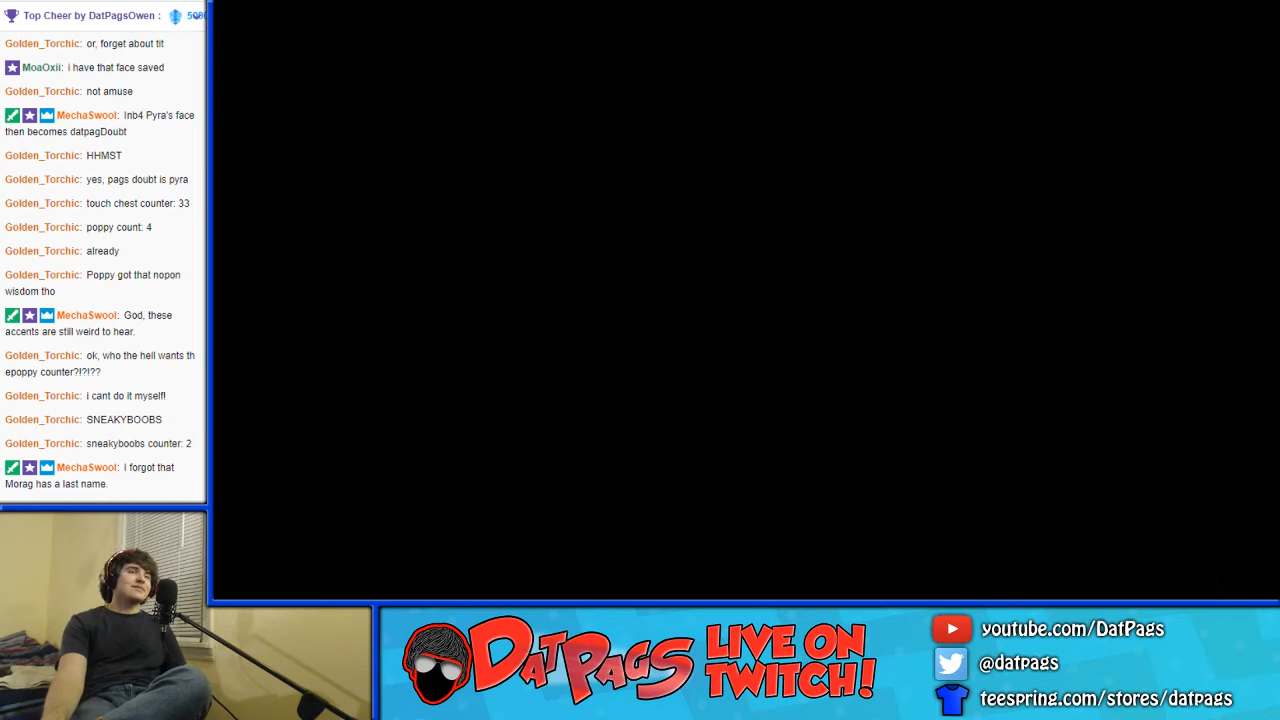 Top Cheer by DatPagsOwen :
Golden_Torchic: or, forget about tit
MoaOxii: i have that face saved
Golden_Torchic: not amuse
MechaSwool: Inb4 Pyra's face
then becomes datpagDoubt
Golden_Torchic: HHMST
Golden_Torchic: yes, pags doubt is pyra
Golden_Torchic: touch chest counter: 33
Golden_Torchic: poppy count: 4
Golden_Torchic: already
Golden_Torchic: Poppy got that nopon
wisdom tho
MechaSwool: God, these
accents are still weird to hear.
Golden_Torchic: ok, who the hell wants th
epoppy counter?!?!??
Golden_Torchic: i cant do it myself!
Golden_Torchic: SNEAKYBOOBS
Golden_Torchic: sneakyboobs counter: 2
MechaSwool: I forgot that
Morag has a last name.
DATPAGS LIVE ON
TWITCH!
youtube.com/DatPags
@datpags
teespring.com/stores/datpags